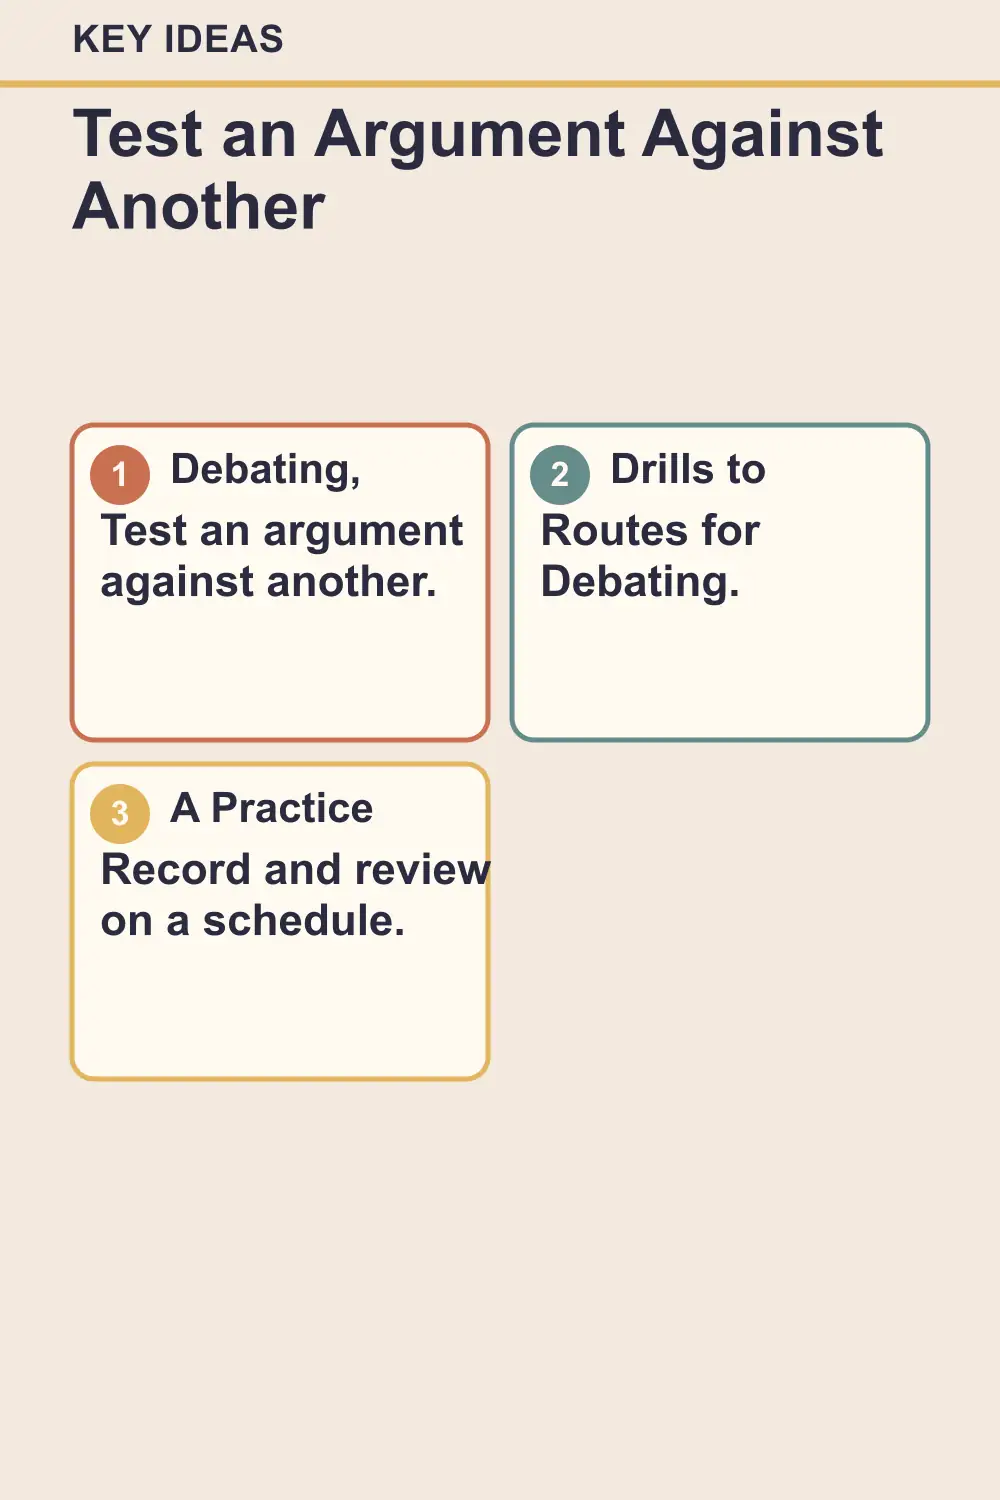 KEY IDEAS
Test an Argument Against
Another
1 Debating,
Test an argument
against another.
2 Drills to
Routes for
Debating.
3 A Practice
Record and review
on a schedule.